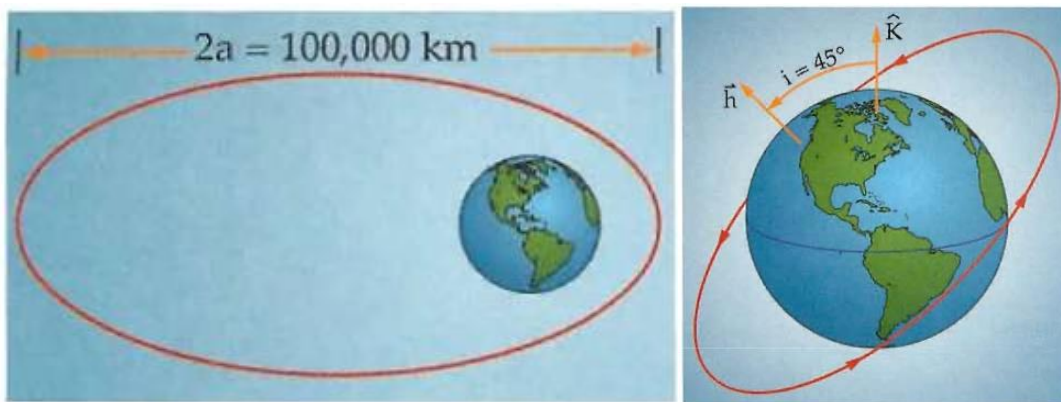 2a = 100,000 km
K̂
i = 45°
h⃗